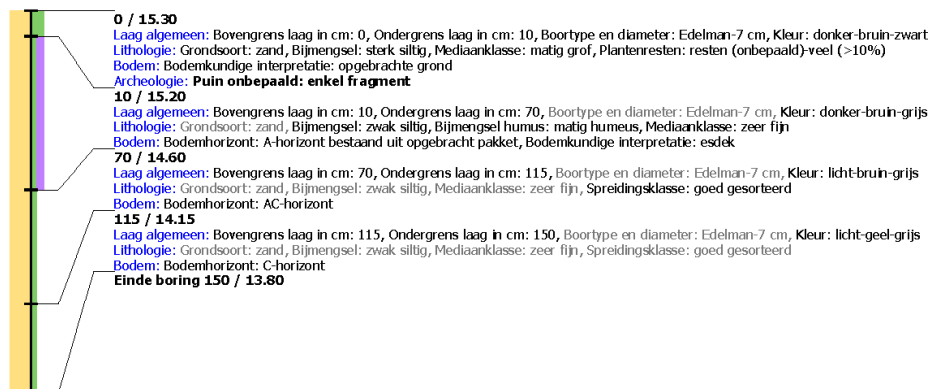 0 / 15.30
Laag algemeen: Bovengrens laag in cm: 0, Ondergrens laag in cm: 10, Boortype en diameter: Edelman-7 cm, Kleur: donker-bruin-zwart
Lithologie: Grondsoort: zand, Bijmengsel: sterk siltig, Mediaanklasse: matig grof, Plantenresten: resten (onbepaald)-veel (>10%)
Bodem: Bodemkundige interpretatie: opgebrachte grond
Archeologie: Puin onbepaald: enkel fragment
10 / 15.20
Laag algemeen: Bovengrens laag in cm: 10, Ondergrens laag in cm: 70, Boortype en diameter: Edelman-7 cm, Kleur: donker-bruin-grijs
Lithologie: Grondsoort: zand, Bijmengsel: zwak siltig, Bijmengsel humus: matig humeus, Mediaanklasse: zeer fijn
Bodem: Bodemhorizont: A-horizont bestaand uit opgebracht pakket, Bodemkundige interpretatie: esdek
70 / 14.60
Laag algemeen: Bovengrens laag in cm: 70, Ondergrens laag in cm: 115, Boortype en diameter: Edelman-7 cm, Kleur: licht-bruin-grijs
Lithologie: Grondsoort: zand, Bijmengsel: zwak siltig, Mediaanklasse: zeer fijn, Spreidingsklasse: goed gesorteerd
Bodem: Bodemhorizont: AC-horizont
115 / 14.15
Laag algemeen: Bovengrens laag in cm: 115, Ondergrens laag in cm: 150, Boortype en diameter: Edelman-7 cm, Kleur: licht-geel-grijs
Lithologie: Grondsoort: zand, Bijmengsel: zwak siltig, Mediaanklasse: zeer fijn, Spreidingsklasse: goed gesorteerd
Bodem: Bodemhorizont: C-horizont
Einde boring 150 / 13.80